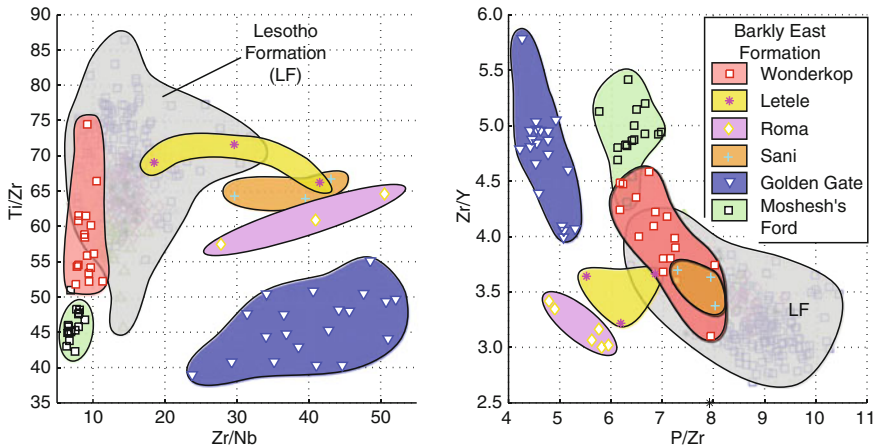 90
85
80
75
70
65
60
55
50
45
40
35
Ti/Zr
10
20
30
40
50
Zr/Nb
Lesotho
Formation
(LF)
6.0
5.5
5.0
4.5
4.0
3.5
3.0
2.5
Zr/Y
4
5
6
7
8
9
10
11
P/Zr
LF
Barkly East
Formation
Wonderkop
Letele
Roma
Sani
Golden Gate
Moshesh's
Ford